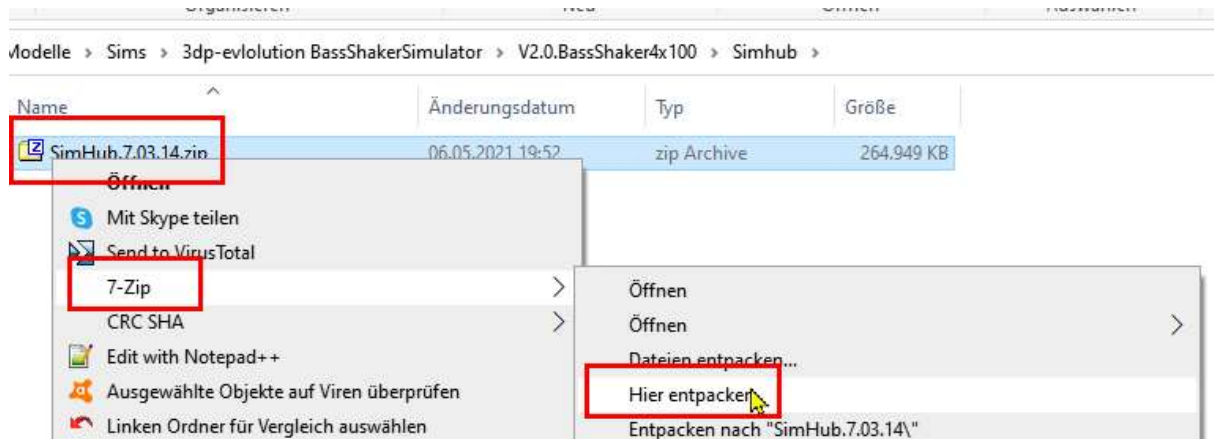 Modelle > Sims > 3dp-evlolution BassShakerSimulator > V2.0.BassShaker4x100 > Simhub >
Name Änderungsdatum Typ Größe
SimHub.7.03.14.zip 06.05.2021 19:52 zip Archive 264.949 KB
Öffnen
Mit Skype teilen
Send to VirusTotal
7-Zip
CRC SHA
Edit with Notepad++
Ausgewählte Objekte auf Viren überprüfen
Linken Ordner für Vergleich auswählen
Öffnen
Öffnen
Dateien entpacken...
Hier entpacken
Entpacken nach "SimHub.7.03.14\"